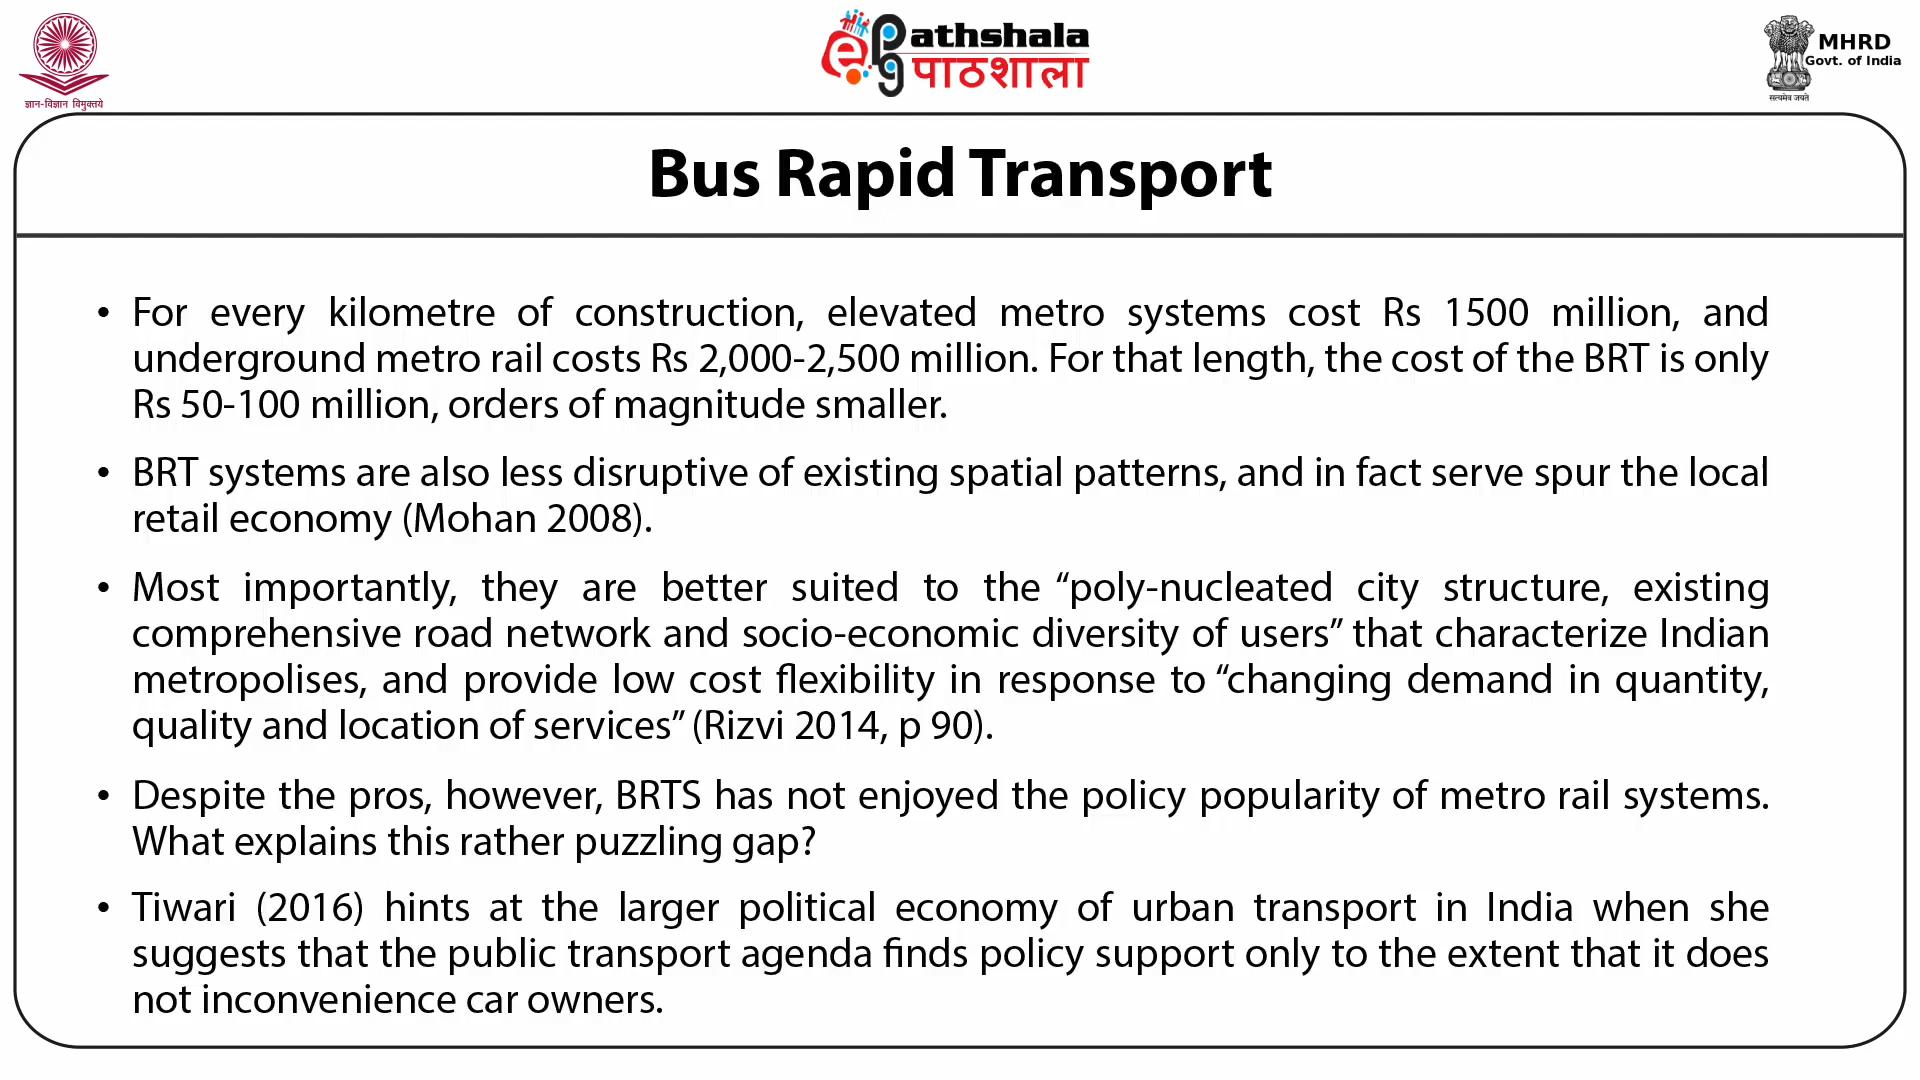 ज्ञान-विज्ञान विमुक्तये
ePathshala
पाठशाला
MHRD
Govt. of India
सत्यमेव जयते
Bus Rapid Transport
• For every kilometre of construction, elevated metro systems cost Rs 1500 million, and
underground metro rail costs Rs 2,000-2,500 million. For that length, the cost of the BRT is only
Rs 50-100 million, orders of magnitude smaller.
• BRT systems are also less disruptive of existing spatial patterns, and in fact serve spur the local
retail economy (Mohan 2008).
• Most importantly, they are better suited to the “poly-nucleated city structure, existing
comprehensive road network and socio-economic diversity of users” that characterize Indian
metropolises, and provide low cost flexibility in response to “changing demand in quantity,
quality and location of services” (Rizvi 2014, p 90).
• Despite the pros, however, BRTS has not enjoyed the policy popularity of metro rail systems.
What explains this rather puzzling gap?
• Tiwari (2016) hints at the larger political economy of urban transport in India when she
suggests that the public transport agenda finds policy support only to the extent that it does
not inconvenience car owners.